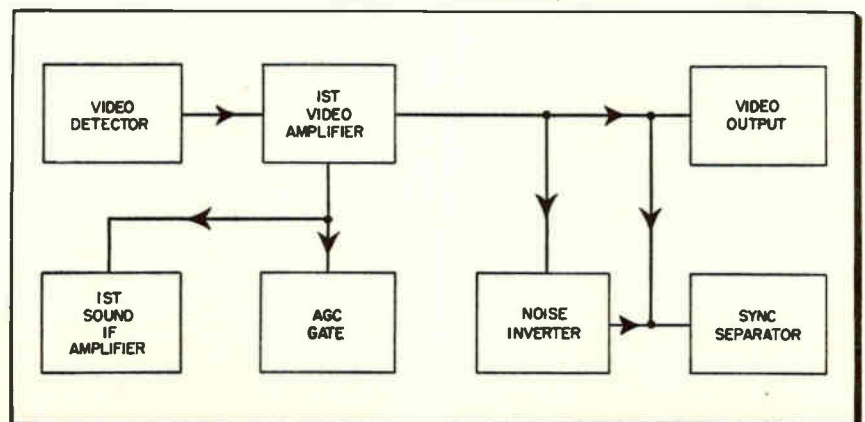 VIDEO
DETECTOR
1ST
VIDEO
AMPLIFIER
VIDEO
OUTPUT
1ST
SOUND
IF
AMPLIFIER
AGC
GATE
NOISE
INVERTER
SYNC
SEPARATOR